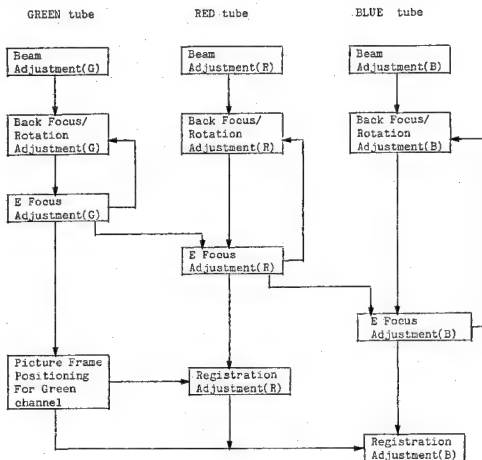 GREEN tube
RED tube
BLUE tube
Beam
Adjustment(G)
Beam
Adjustment(R)
Beam
Adjustment(B)
Back Focus/
Rotation
Adjustment(G)
Back Focus/
Rotation
Adjustment(R)
Back Focus/
Rotation
Adjustment(B)
E Focus
Adjustment(G)
E Focus
Adjustment(R)
E Focus
Adjustment(B)
Picture Frame
Positioning
For Green
channel
Registration
Adjustment(R)
Registration
Adjustment(B)